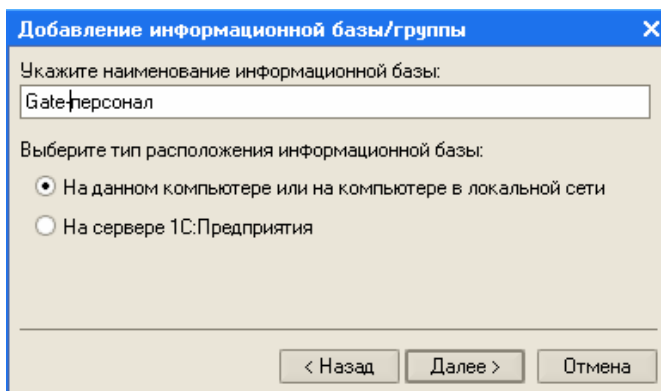 Добавление информационной базы/группы
Укажите наименование информационной базы:
Gate-персонал
Выберите тип расположения информационной базы:
На данном компьютере или на компьютере в локальной сети
На сервере 1С:Предприятия
< Назад Далее > Отмена